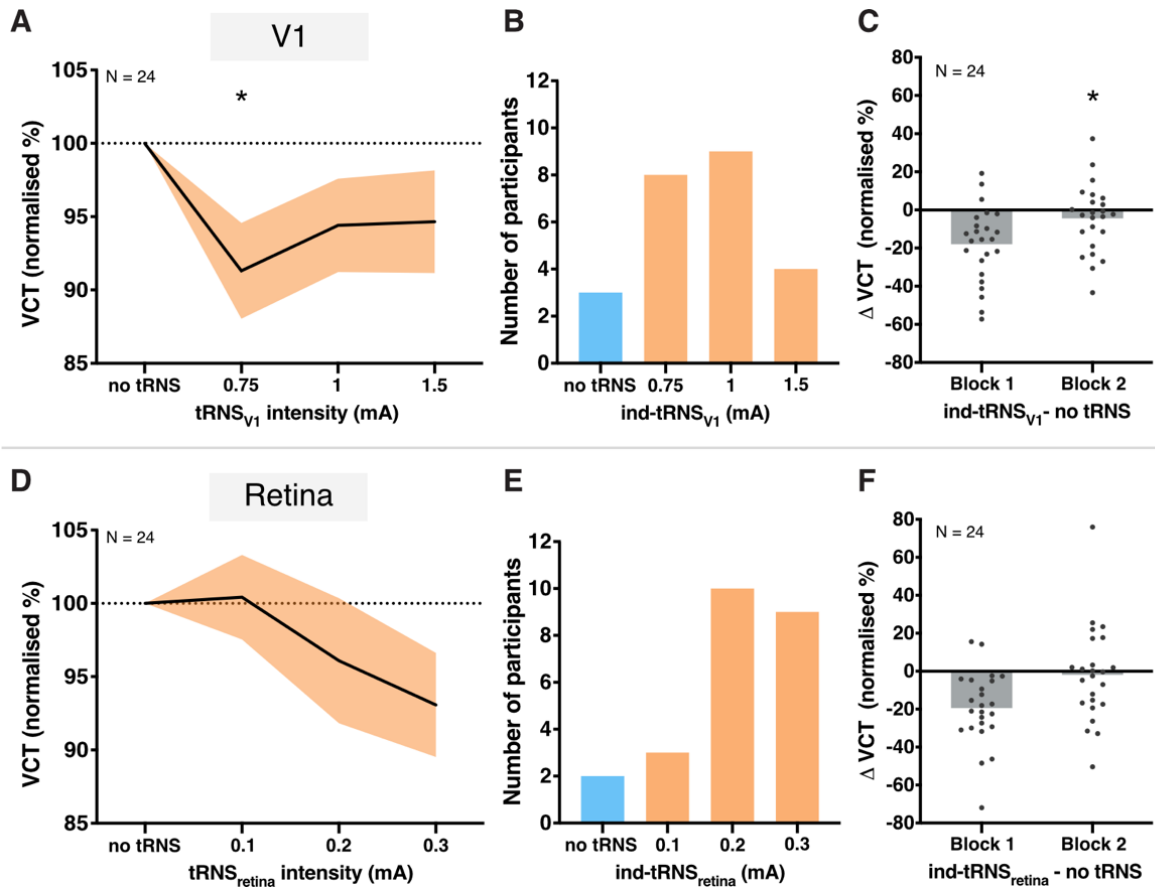 A
V1
N = 24
*
105
100
95
90
85
VCT (normalised %)
no tRNS 0.75 1 1.5
tRNSV1 intensity (mA)
B
12
10
8
6
4
2
0
Number of participants
no tRNS 0.75 1 1.5
ind-tRNSV1 (mA)
C
N = 24
*
80
60
40
20
0
-20
-40
-60
-80
Δ VCT (normalised %)
Block 1 Block 2
ind-tRNSV1- no tRNS
D
Retina
N = 24
105
100
95
90
85
VCT (normalised %)
no tRNS 0.1 0.2 0.3
tRNSretina intensity (mA)
E
12
10
8
6
4
2
0
Number of participants
no tRNS 0.1 0.2 0.3
ind-tRNSretina (mA)
F
N = 24
80
60
40
20
0
-20
-40
-60
-80
Δ VCT (normalised %)
Block 1 Block 2
ind-tRNSretina - no tRNS